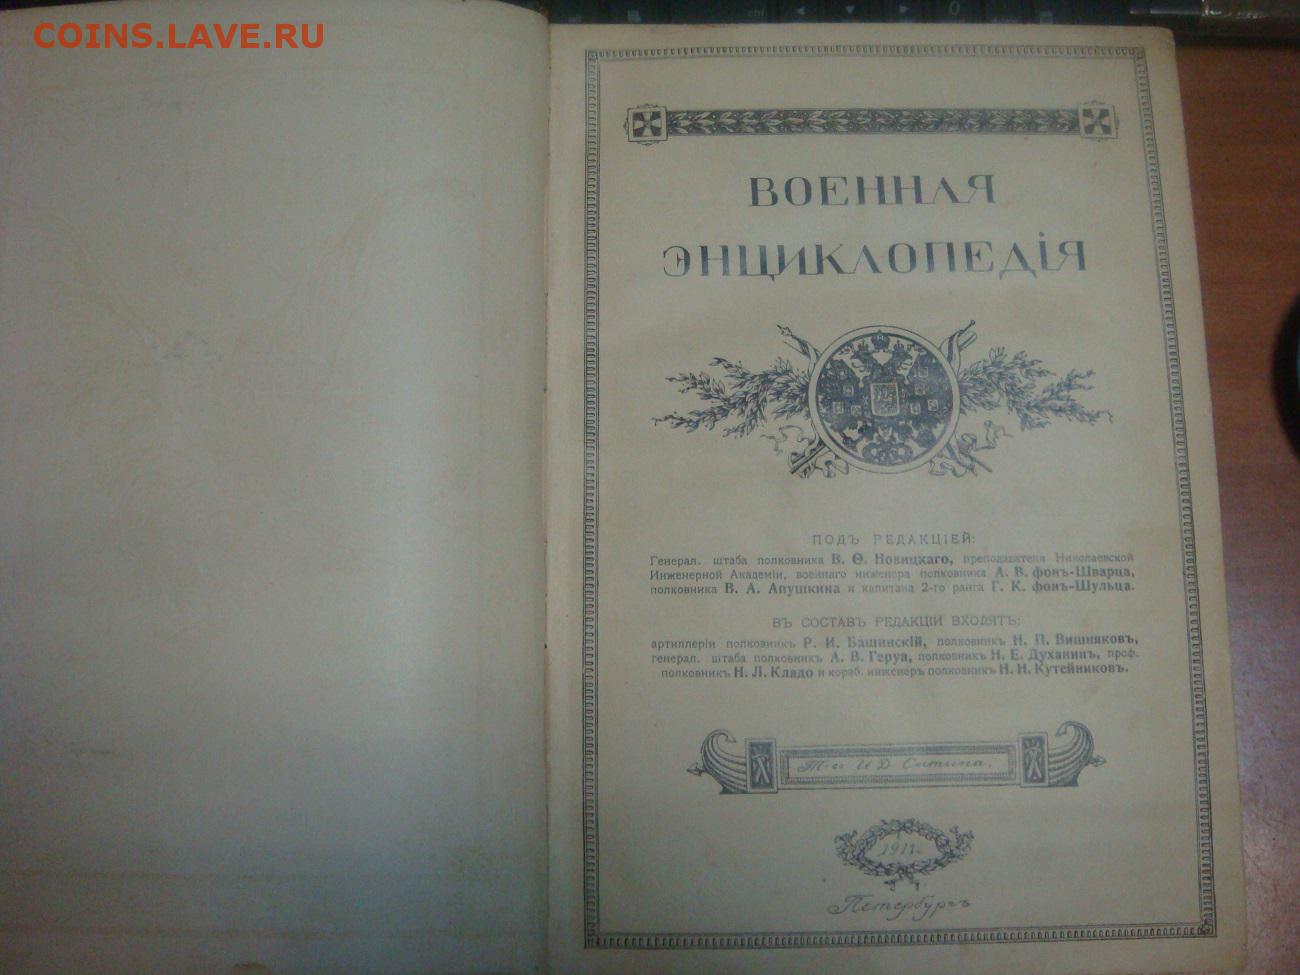 COINS.LAVE.RU
ВОЕННАЯ
ЭНЦИКЛОПЕДІЯ
ПОДЪ РЕДАКЦІЕЙ:
Генерал. штаба полковника В. Ѳ. Новицкаго, преподавателя Николаевской
Инженерной Академіи, военнаго инженера полковника А. В. фонъ-Шварца,
полковника В. А. Апушкина и капитана 2-го ранга Г. К. фонъ-Шульца.
ВЪ СОСТАВЪ РЕДАКЦІИ ВХОДЯТЪ:
артиллеріи полковникъ Р. И. Башинскій, полковникъ Н. П. Вишняковъ,
генерал. штаба полковникъ А. В. Геруа, полковникъ Н. Е. Духанинъ, проф.
полковникъ Н. Л. Кладо и кораб. инженеръ полковникъ Н. Н. Кутейниковъ.
Т-во И Д Сытина.
1911 г.
Петербургъ